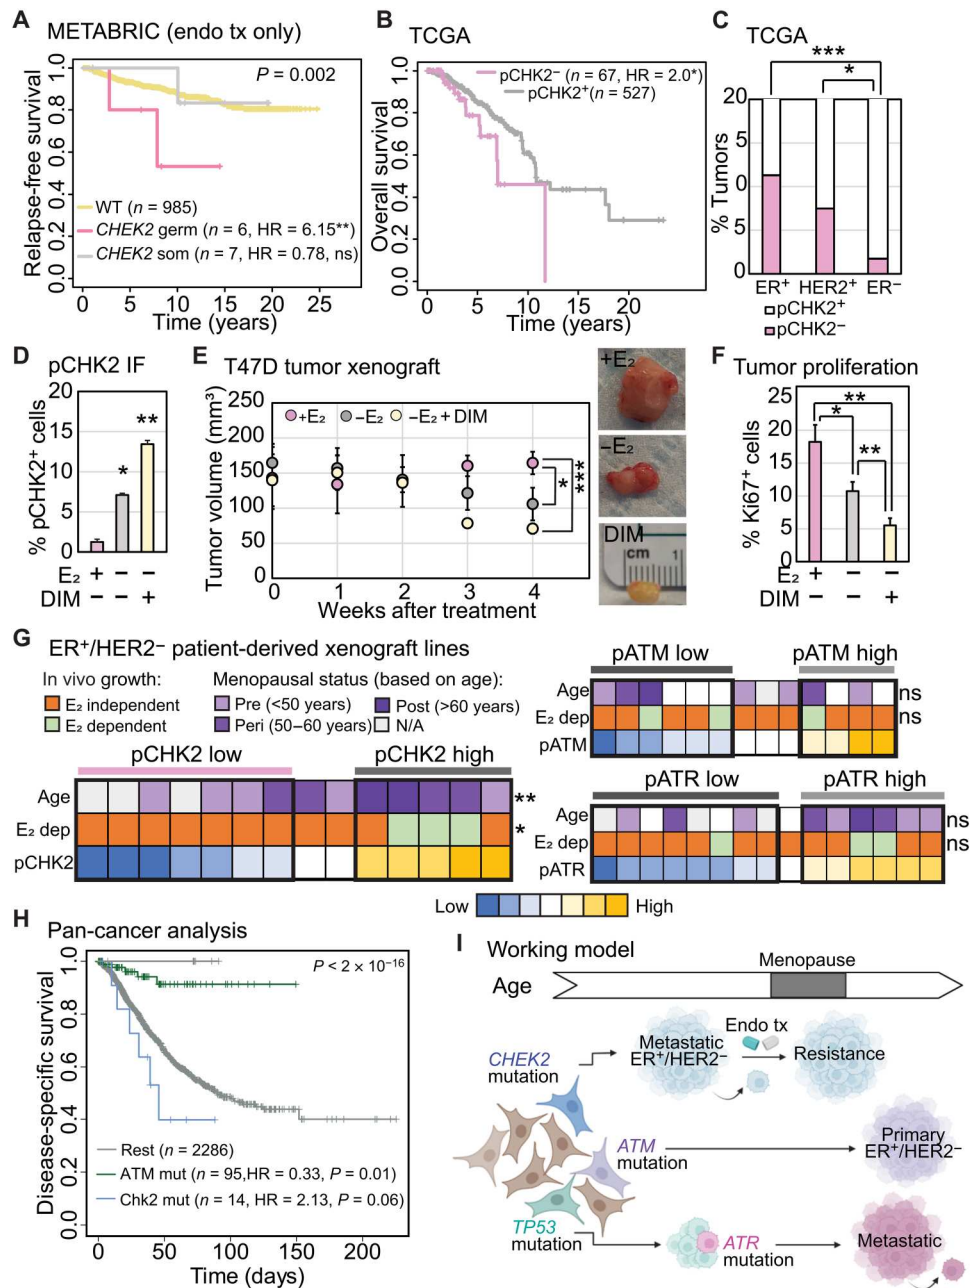 A
METABRIC (endo tx only)
Relapse-free survival
1.0
0.8
0.6
0.4
0.2
0.0
P = 0.002
WT (n = 985)
CHEK2 germ (n = 6, HR = 6.15**)
CHEK2 som (n = 7, HR = 0.78, ns)
0 5 10 15 20 25
Time (years)
B
TCGA
Overall survival
1.0
0.8
0.6
0.4
0.2
0.0
pCHK2− (n = 67, HR = 2.0*)
pCHK2+(n = 527)
0 5 10 20
Time (years)
C
TCGA
***
*
% Tumors
20
0
5
0
ER+ HER2+ ER−
pCHK2+
pCHK2−
D
pCHK2 IF
% pCHK2+ cells
20
15
10
5
0
*
**
E₂ + − −
DIM − − +
E
T47D tumor xenograft
Tumor volume (mm³)
250
200
150
100
50
0
+E₂ −E₂ −E₂ + DIM
*
***
0 1 2 3 4
Weeks after treatment
+E₂
−E₂
DIM
cm 1
F
Tumor proliferation
% Ki67+ cells
25
20
15
10
5
0
**
*
**
E₂ + − −
DIM − − +
G
ER+/HER2− patient-derived xenograft lines
In vivo growth:
E₂ independent
E₂ dependent
Menopausal status (based on age):
Pre (<50 years)
Peri (50–60 years)
Post (>60 years)
N/A
pCHK2 low pCHK2 high
Age **
E₂ dep *
pCHK2
pATM low pATM high
Age ns
E₂ dep ns
pATM
pATR low pATR high
Age ns
E₂ dep ns
pATR
Low High
H
Pan-cancer analysis
Disease-specific survival
1.0
0.8
0.6
0.4
0.2
0.0
P < 2 × 10−16
Rest (n = 2286)
ATM mut (n = 95,HR = 0.33, P = 0.01)
Chk2 mut (n = 14, HR = 2.13, P = 0.06)
0 50 100 150 200
Time (days)
I
Working model
Menopause
Age
CHEK2
mutation
Metastatic
ER+/HER2−
Endo tx
Resistance
ATM
mutation
Primary
ER+/HER2−
TP53
mutation
ATR
mutation
Metastatic